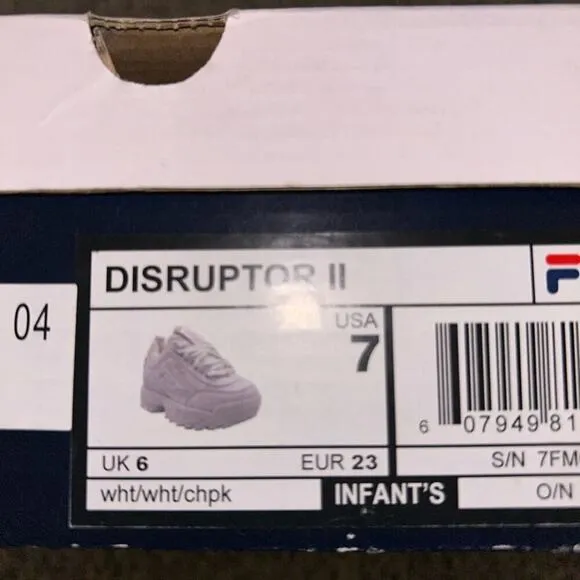 DISRUPTOR II
04
USA
7
6 07949 81
UK 6 EUR 23
S/N 7FM
wht/wht/chpk
INFANT'S
O/N